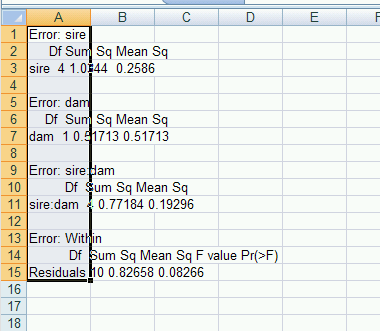 A B C D E
1 Error: sire
2 Df Sum Sq Mean Sq
3 sire 4 1.0344 0.2586
4
5 Error: dam
6 Df Sum Sq Mean Sq
7 dam 1 0.51713 0.51713
8
9 Error: sire:dam
10 Df Sum Sq Mean Sq
11 sire:dam 4 0.77184 0.19296
12
13 Error: Within
14 Df Sum Sq Mean Sq F value Pr(>F)
15 Residuals 10 0.82658 0.08266
16
17
18